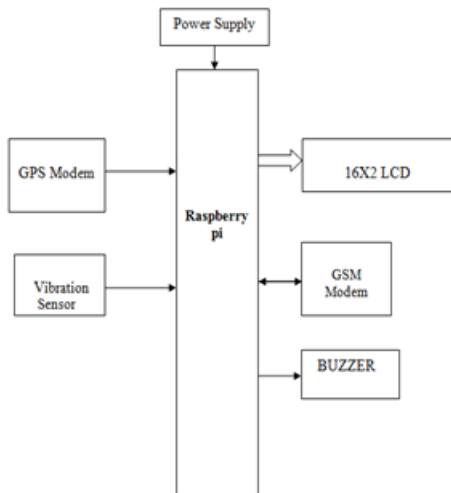 Power Supply
GPS Modem
16X2 LCD
Raspberry
pi
Vibration
Sensor
GSM
Modem
BUZZER